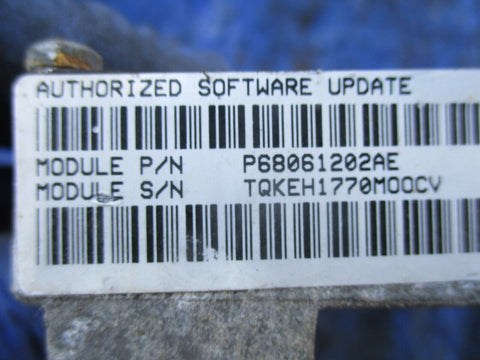 AUTHORIZED SOFTWARE UPDATE
MODULE P/N P68061202AE
MODULE S/N TQKEH1770M00CV